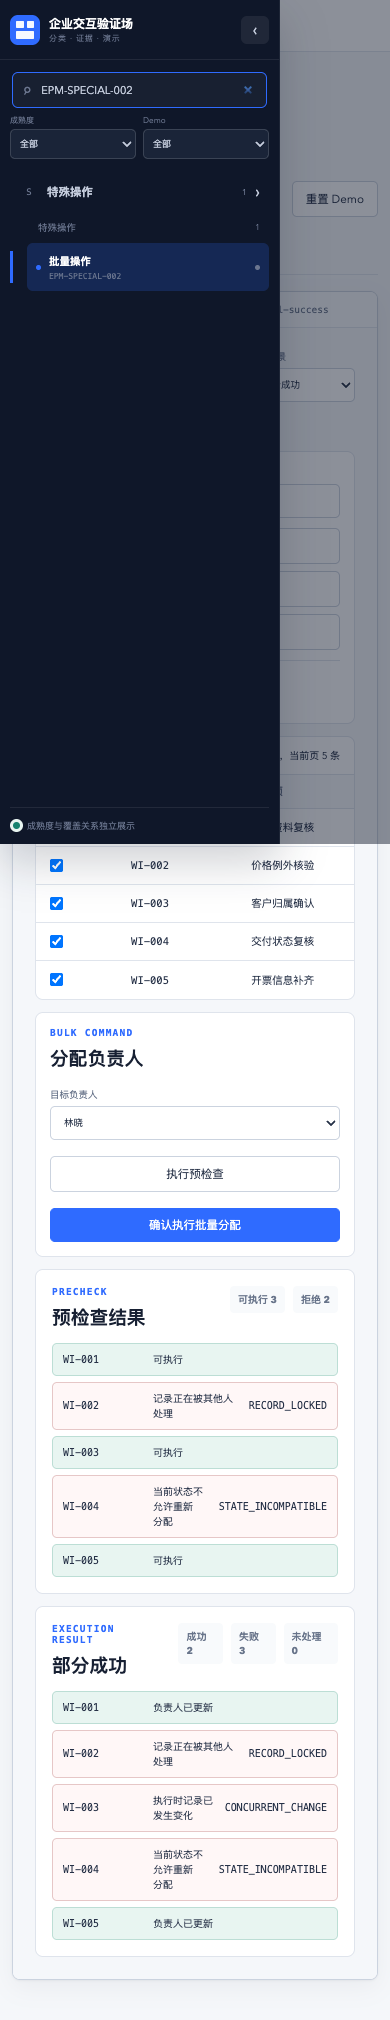 企业交互验证场
分类 · 证据 · 演示
EPM-SPECIAL-002
成熟度
Demo
全部
全部
S 特殊操作 1
特殊操作 1
批量操作
EPM-SPECIAL-002
重置 Demo
-success
成功
，当前页 5 条
资料复核
成熟度与覆盖关系独立展示
WI-002 价格例外核验
WI-003 客户归属确认
WI-004 交付状态复核
WI-005 开票信息补齐
BULK COMMAND
分配负责人
目标负责人
林晓
执行预检查
确认执行批量分配
PRECHECK
预检查结果
可执行 3
拒绝 2
WI-001 可执行
WI-002 记录正在被其他人
处理 RECORD_LOCKED
WI-003 可执行
WI-004 当前状态不
允许重新
分配 STATE_INCOMPATIBLE
WI-005 可执行
EXECUTION
RESULT
部分成功
成功
2
失败
3
未处理
0
WI-001 负责人已更新
WI-002 记录正在被其他人
处理 RECORD_LOCKED
WI-003 执行时记录已
发生变化 CONCURRENT_CHANGE
WI-004 当前状态不
允许重新
分配 STATE_INCOMPATIBLE
WI-005 负责人已更新